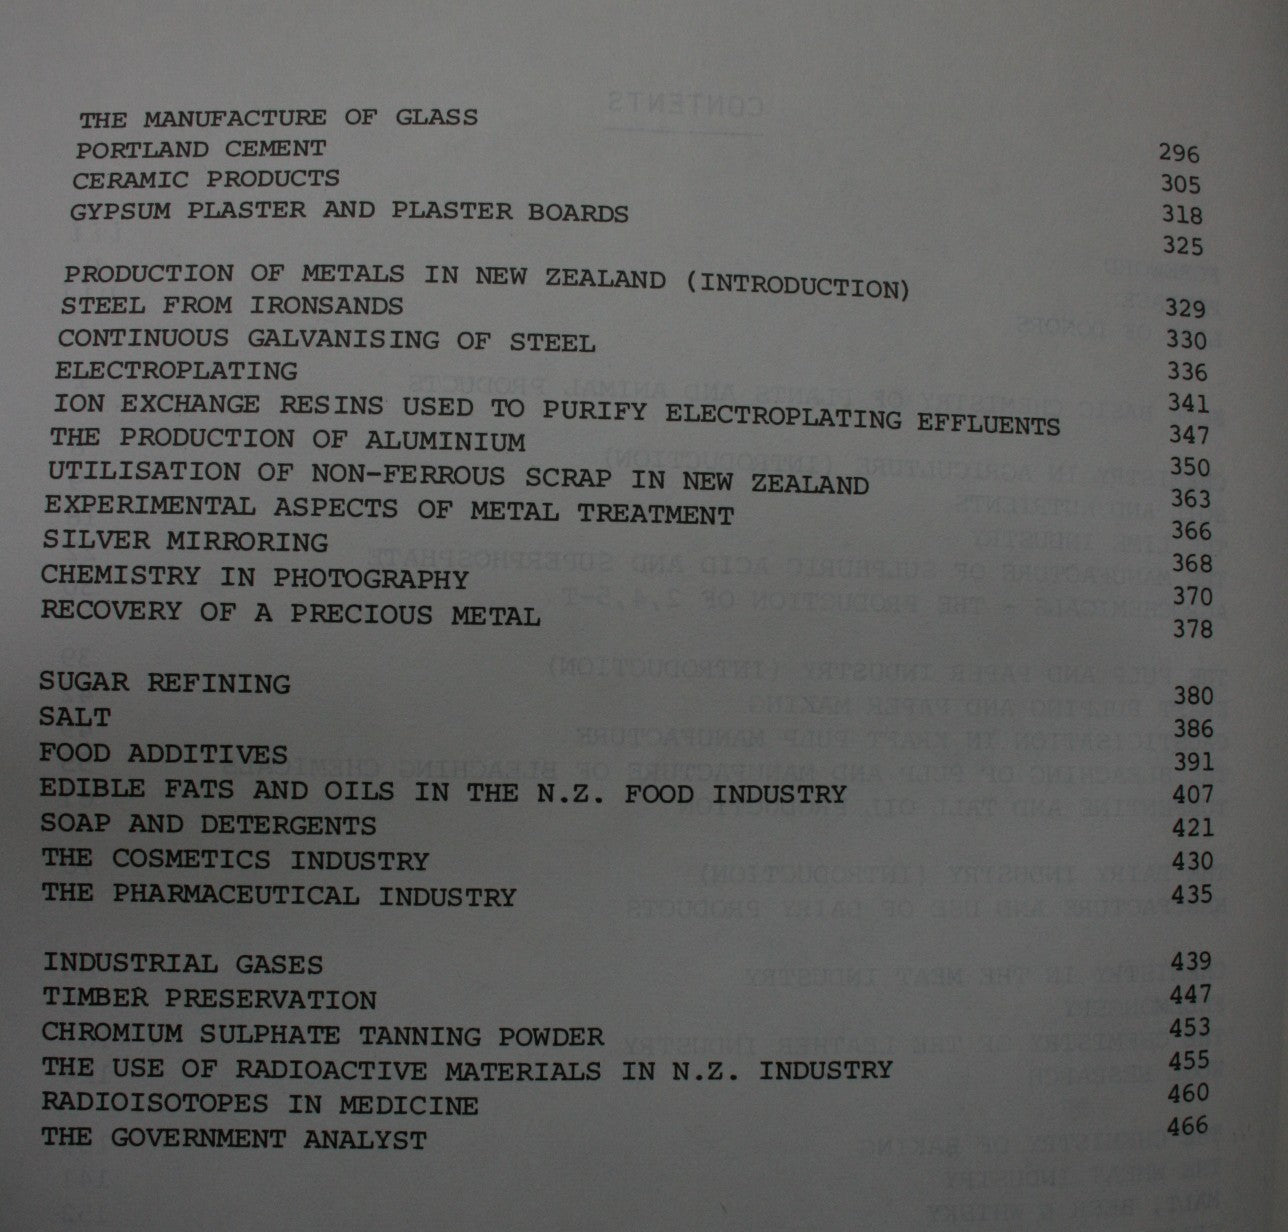 THE MANUFACTURE OF GLASS 296
PORTLAND CEMENT 305
CERAMIC PRODUCTS 318
GYPSUM PLASTER AND PLASTER BOARDS 325
PRODUCTION OF METALS IN NEW ZEALAND (INTRODUCTION) 329
STEEL FROM IRONSANDS 330
CONTINUOUS GALVANISING OF STEEL 336
ELECTROPLATING 341
ION EXCHANGE RESINS USED TO PURIFY ELECTROPLATING EFFLUENTS 347
THE PRODUCTION OF ALUMINIUM 350
UTILISATION OF NON-FERROUS SCRAP IN NEW ZEALAND 363
EXPERIMENTAL ASPECTS OF METAL TREATMENT 366
SILVER MIRRORING 368
CHEMISTRY IN PHOTOGRAPHY 370
RECOVERY OF A PRECIOUS METAL 378
SUGAR REFINING 380
SALT 386
FOOD ADDITIVES 391
EDIBLE FATS AND OILS IN THE N.Z. FOOD INDUSTRY 407
SOAP AND DETERGENTS 421
THE COSMETICS INDUSTRY 430
THE PHARMACEUTICAL INDUSTRY 435
INDUSTRIAL GASES 439
TIMBER PRESERVATION 447
CHROMIUM SULPHATE TANNING POWDER 453
THE USE OF RADIOACTIVE MATERIALS IN N.Z. INDUSTRY 455
RADIOISOTOPES IN MEDICINE 460
THE GOVERNMENT ANALYST 466